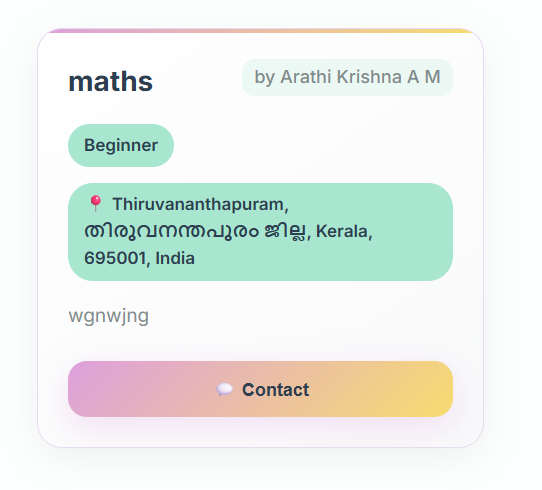 maths
by Arathi Krishna A M
Beginner
📍 Thiruvananthapuram,
തിരുവനന്തപുരം ജില്ല, Kerala,
695001, India
wgnwjng
💬 Contact